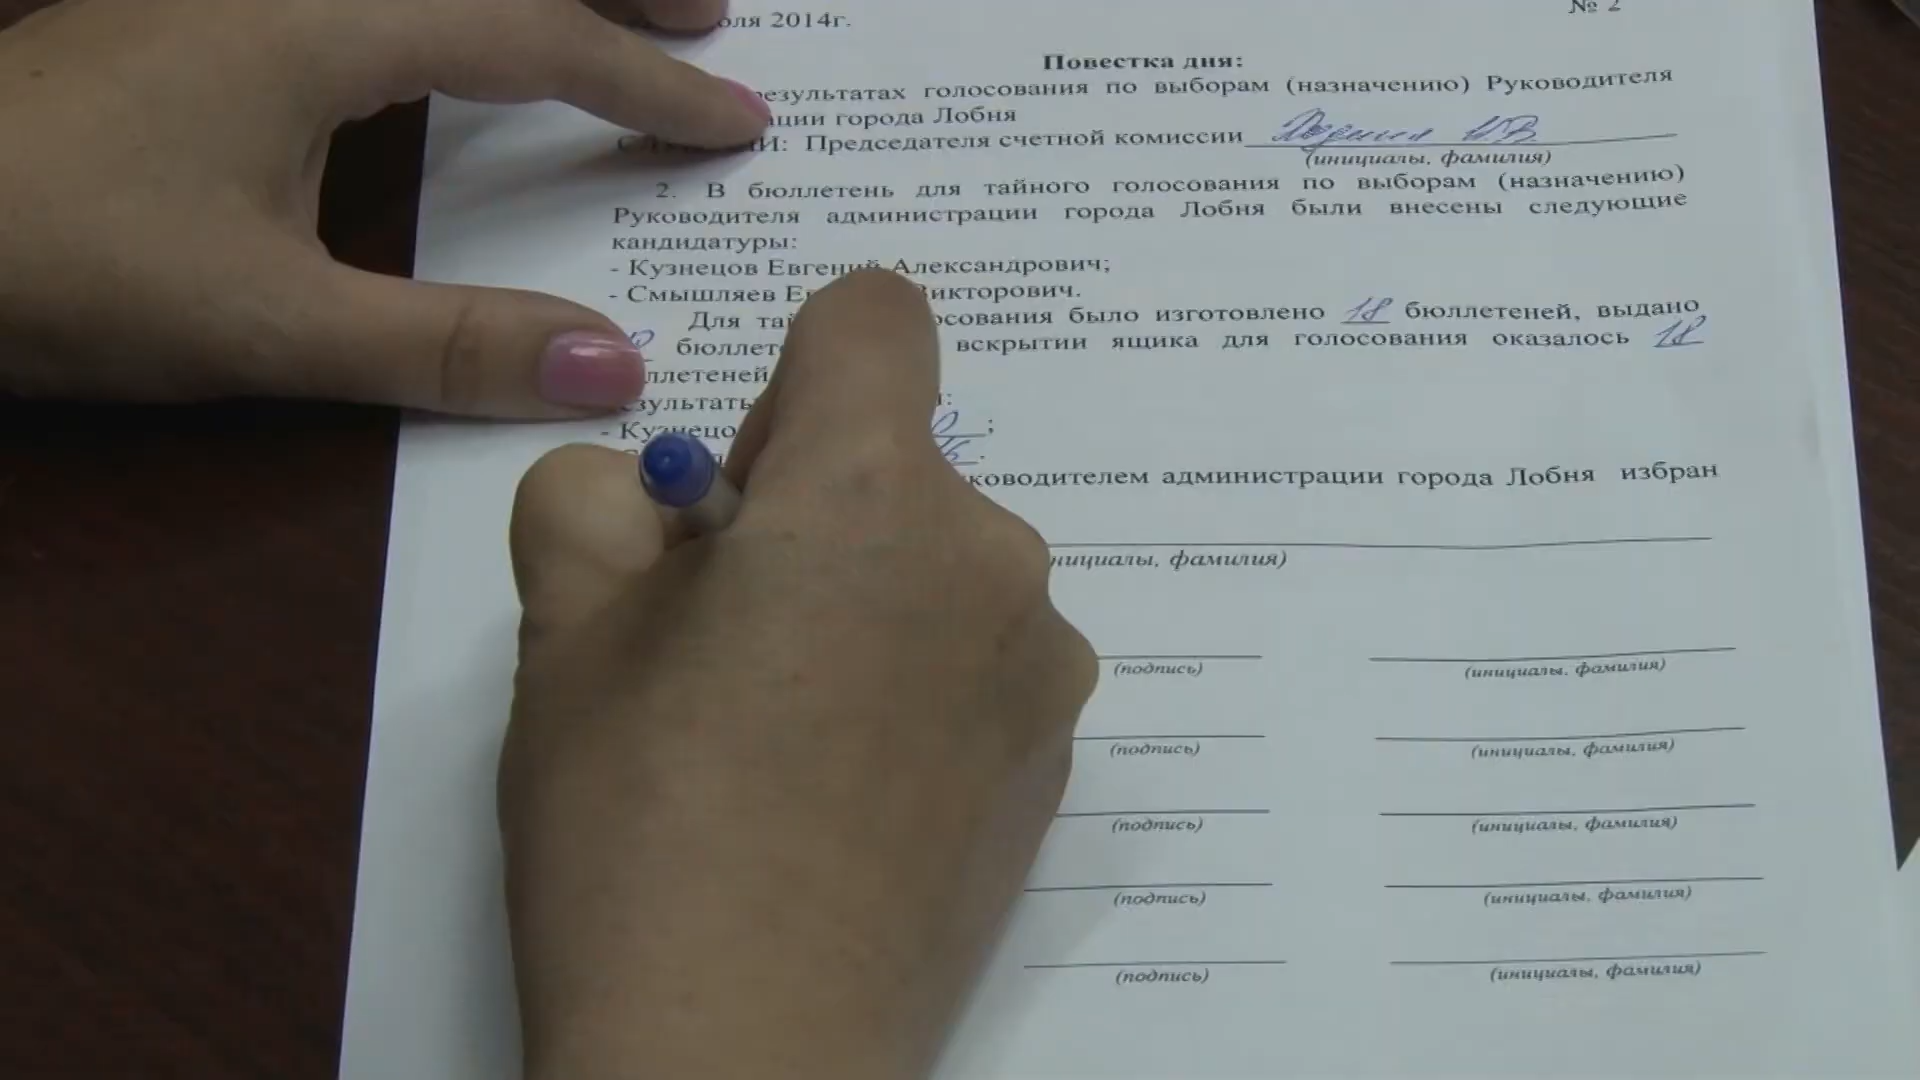 2014г. № 2
Повестка дня:
результатах голосования по выборам (назначению) Руководителя
ации города Лобня
Председателя счетной комиссии
(инициалы, фамилия)
2. В бюллетень для тайного голосования по выборам (назначению)
Руководителя администрации города Лобня были внесены следующие
кандидатуры:
- Кузнецов Евгений Александрович;
- Смышляев Викторович.
Для осования было изготовлено 18 бюллетеней, выдано
бюллет вскрытии ящика для голосования оказалось 18
ллетеней
езультаты
- Кузнецо ;
ководителем администрации города Лобня избран
нициалы, фамилия)
(подпись) (инициалы, фамилия)
(подпись) (инициалы, фамилия)
(подпись) (инициалы, фамилия)
(подпись) (инициалы, фамилия)
(подпись) (инициалы, фамилия)